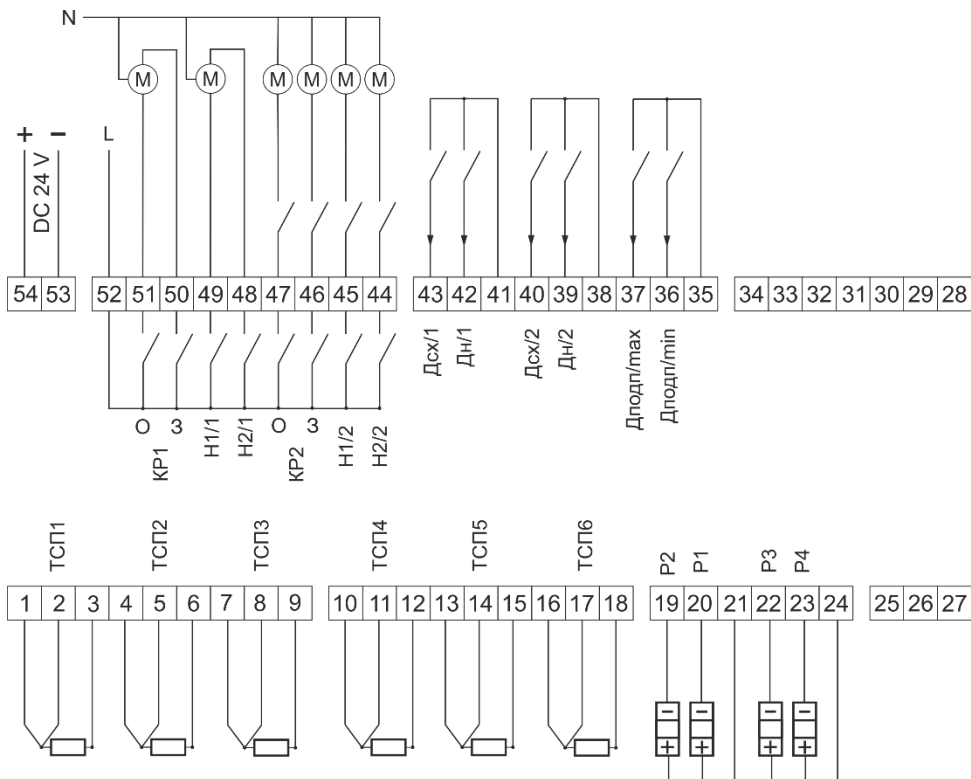 N
M M M M M M
+ − L
DC 24 V
54 53 52 51 50 49 48 47 46 45 44 43 42 41 40 39 38 37 36 35 34 33 32 31 30 29 28
Дсх/1 Дн/1 Дсх/2 Дн/2 Дподп/max Дподп/min
О З Н1/1 Н2/1 О З Н1/2 Н2/2
КР1 КР2
ТСП1 ТСП2 ТСП3 ТСП4 ТСП5 ТСП6 P2 P1 P3 P4
1 2 3 4 5 6 7 8 9 10 11 12 13 14 15 16 17 18 19 20 21 22 23 24 25 26 27
− − − −
+ + + +